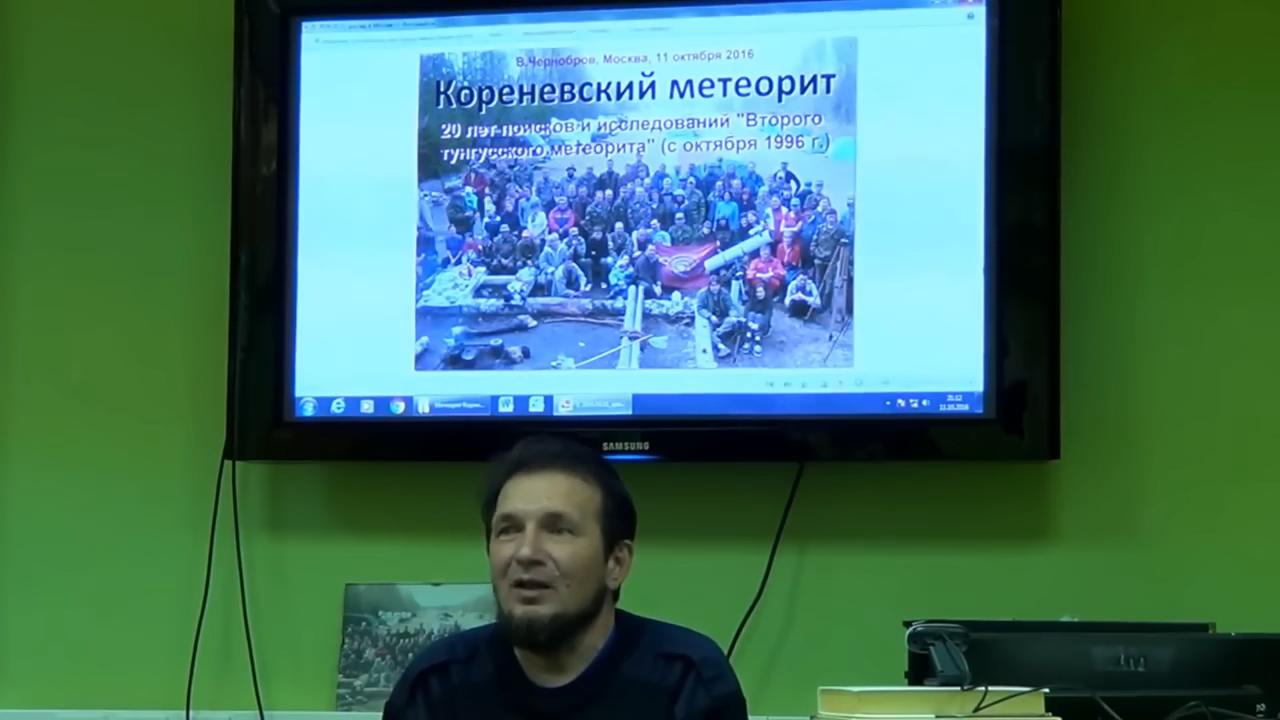 В.Чернобров, Москва, 11 октября 2016
Кореневский метеорит
20 лет поисков и исследований "Второго
тунгусского метеорита" (с октября 1996 г.)
SAMSUNG